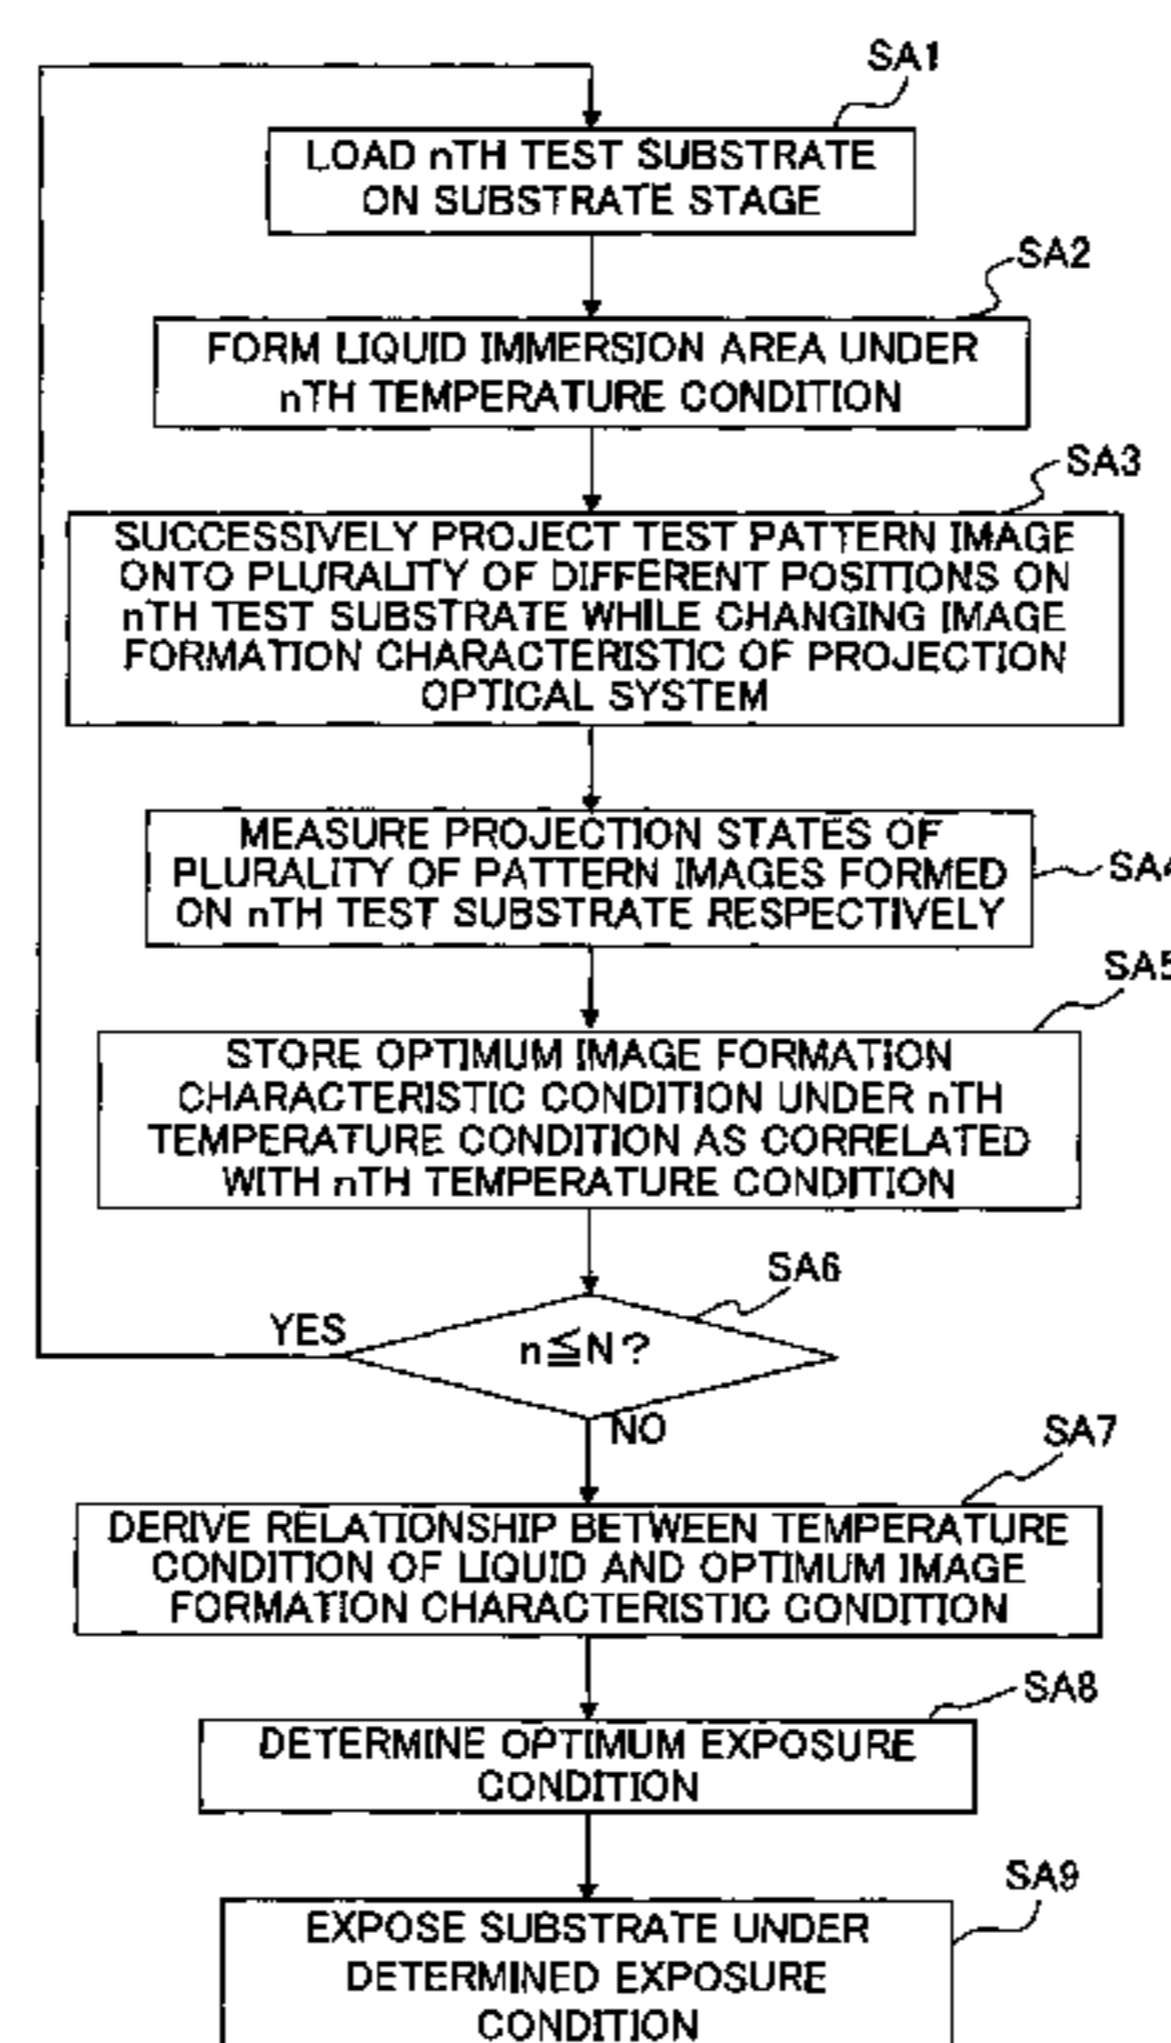 SA1
LOAD nTH TEST SUBSTRATE
ON SUBSTRATE STAGE
SA2
FORM LIQUID IMMERSION AREA UNDER
nTH TEMPERATURE CONDITION
SA3
SUCCESSIVELY PROJECT TEST PATTERN IMAGE
ONTO PLURALITY OF DIFFERENT POSITIONS ON
nTH TEST SUBSTRATE WHILE CHANGING IMAGE
FORMATION CHARACTERISTIC OF PROJECTION
OPTICAL SYSTEM
MEASURE PROJECTION STATES OF
PLURALITY OF PATTERN IMAGES FORMED
ON nTH TEST SUBSTRATE RESPECTIVELY
SA4
SA5
STORE OPTIMUM IMAGE FORMATION
CHARACTERISTIC CONDITION UNDER nTH
TEMPERATURE CONDITION AS CORRELATED
WITH nTH TEMPERATURE CONDITION
SA6
YES
n≦N?
NO
SA7
DERIVE RELATIONSHIP BETWEEN TEMPERATURE
CONDITION OF LIQUID AND OPTIMUM IMAGE
FORMATION CHARACTERISTIC CONDITION
SA8
DETERMINE OPTIMUM EXPOSURE
CONDITION
SA9
EXPOSE SUBSTRATE UNDER
DETERMINED EXPOSURE
CONDITION